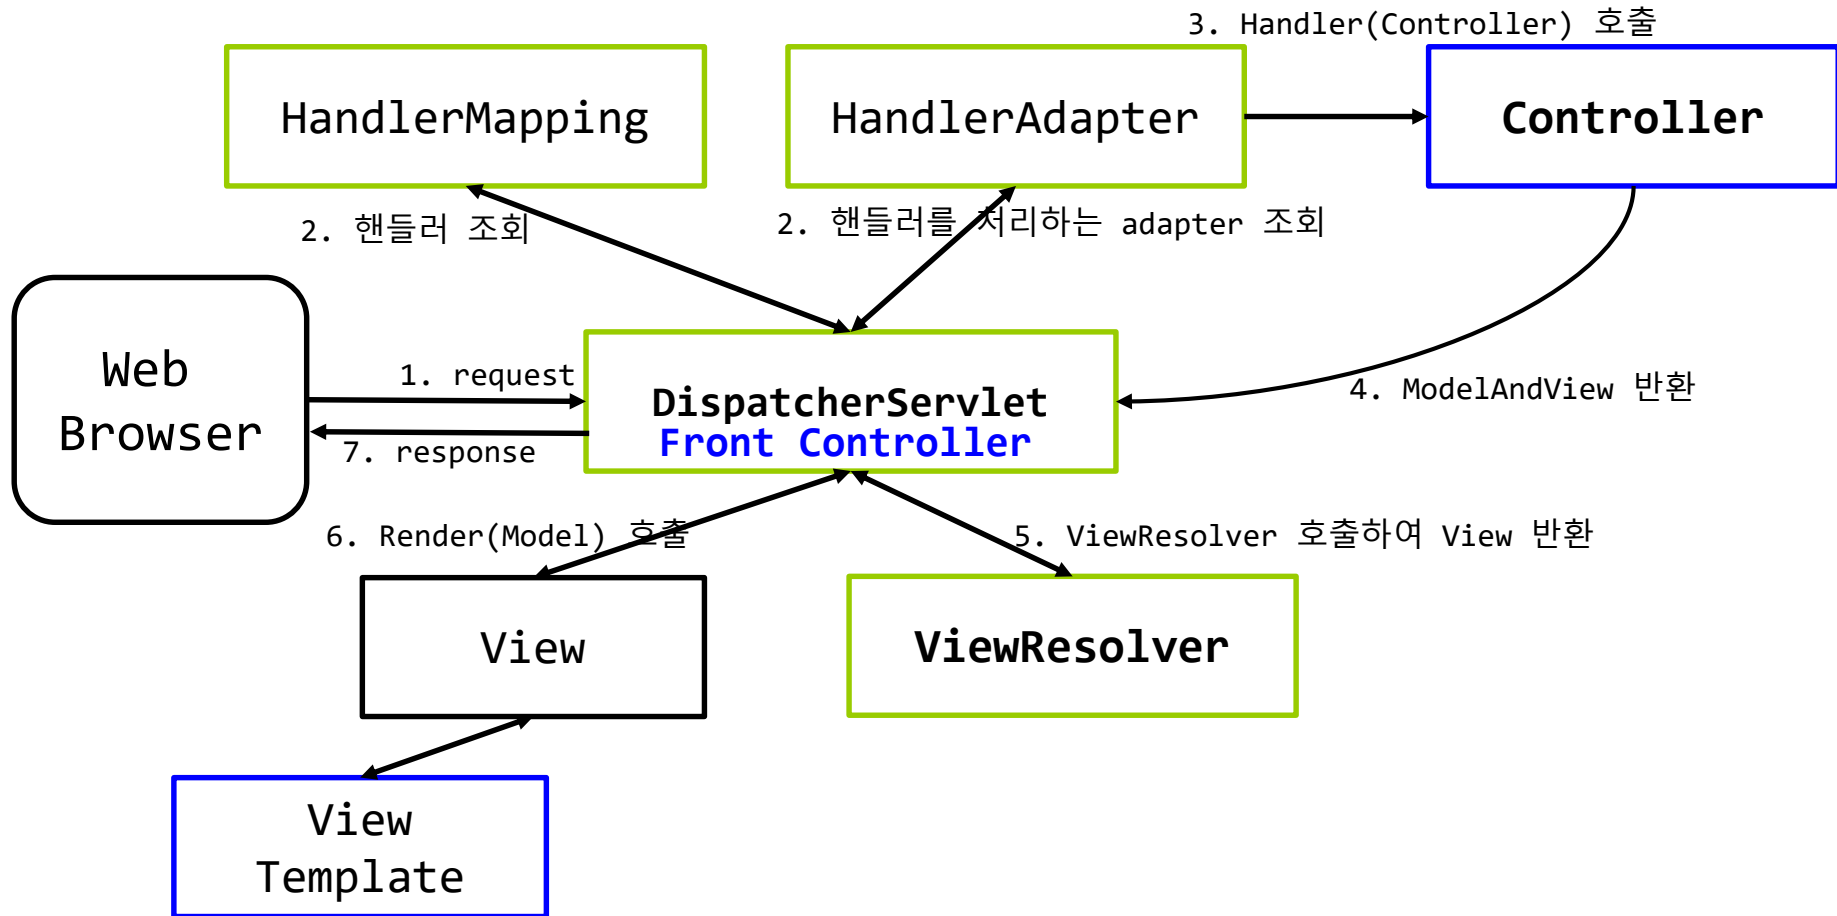 3. Handler(Controller) 호출
HandlerMapping
HandlerAdapter
Controller
2. 핸들러 조회
2. 핸들러를 처리하는 adapter 조회
Web
Browser
1. request
7. response
DispatcherServlet
Front Controller
4. ModelAndView 반환
6. Render(Model) 호출
5. ViewResolver 호출하여 View 반환
View
ViewResolver
View
Template